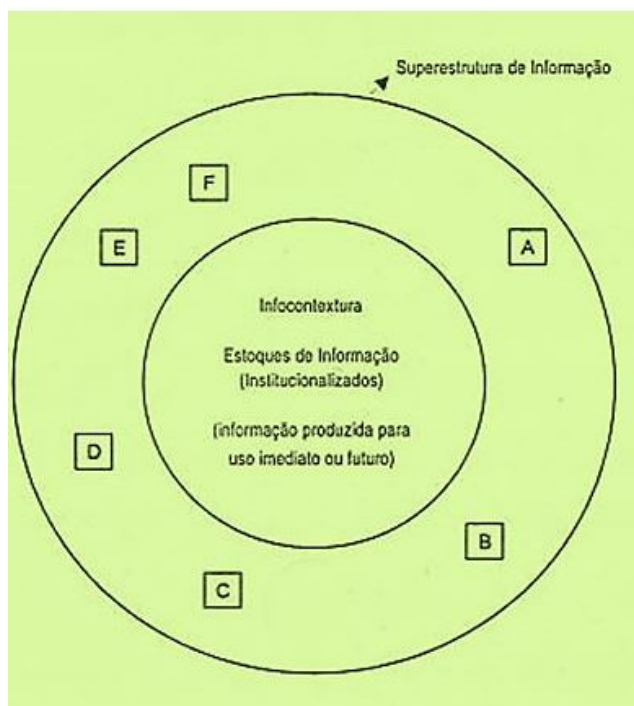 Superestrutura de Informação
F
A
E
Infocontextura
Estoques de Informação
(Institucionalizados)
(informação produzida para
uso imediato ou futuro)
D
B
C